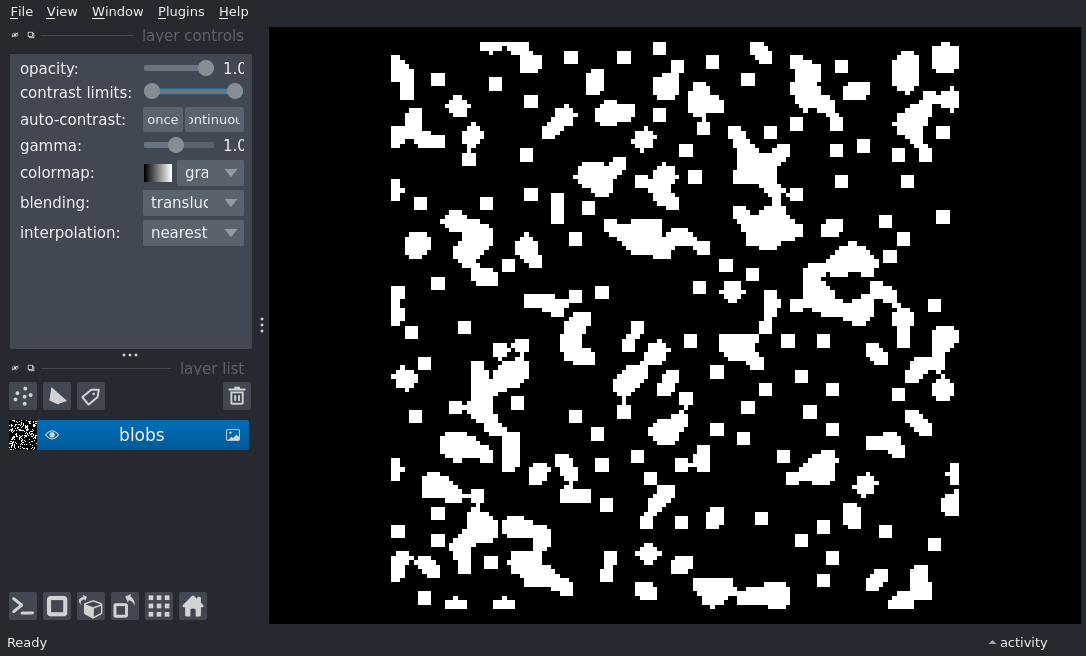 File View Window Plugins Help
layer controls
opacity: 1.0
contrast limits:
auto-contrast: once ontinuou
gamma: 1.0
colormap: gra
blending: transluc
interpolation: nearest
layer list
blobs
Ready
activity